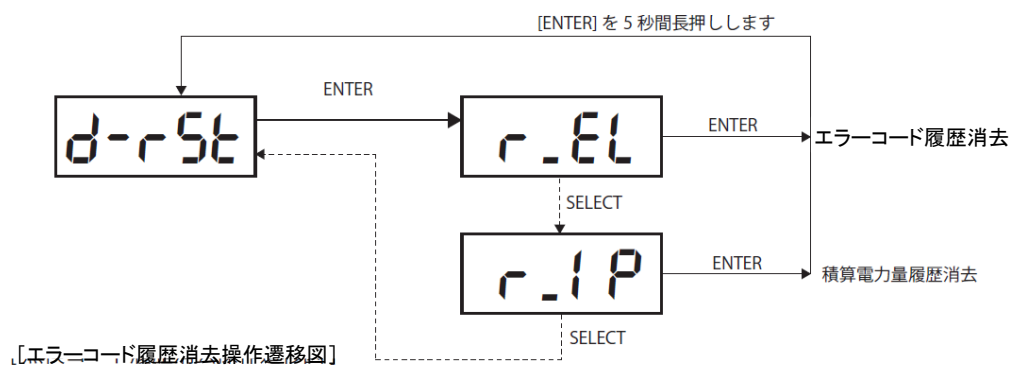 [ENTER] を 5 秒間長押しします
ENTER
d-rSt
r_EL
ENTER
エラーコード履歴消去
SELECT
r_IP
ENTER
積算電力量履歴消去
SELECT
[エラーコード履歴消去操作遷移図]